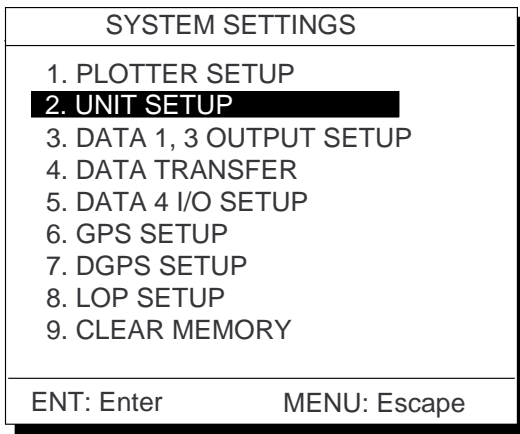 SYSTEM SETTINGS
1. PLOTTER SETUP
2. UNIT SETUP
3. DATA 1, 3 OUTPUT SETUP
4. DATA TRANSFER
5. DATA 4 I/O SETUP
6. GPS SETUP
7. DGPS SETUP
8. LOP SETUP
9. CLEAR MEMORY
ENT: Enter MENU: Escape